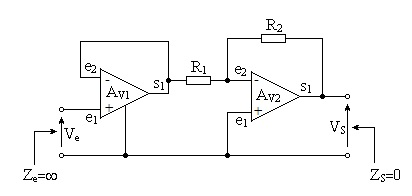 R₂
e₂
R₁
e₂
-
Aᵥ₁
s₁
-
Aᵥ₂
s₁
+
e₁
+
e₁
Vₑ
Vₛ
Zₑ=∞
Zₛ=0